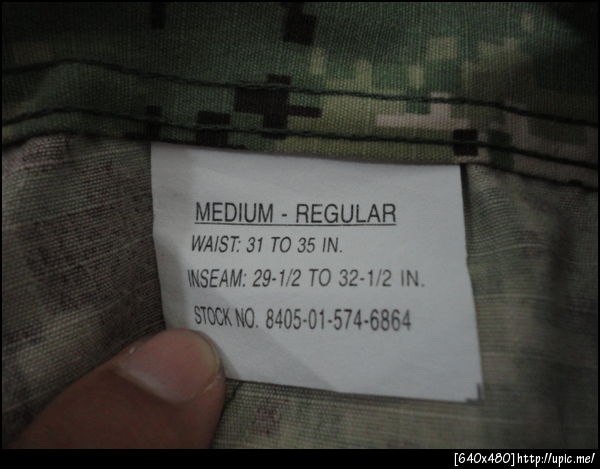 MEDIUM - REGULAR
WAIST: 31 TO 35 IN.
INSEAM: 29-1/2 TO 32-1/2 IN.
STOCK NO. 8405-01-574-6864
[640x480]http://upic.me/